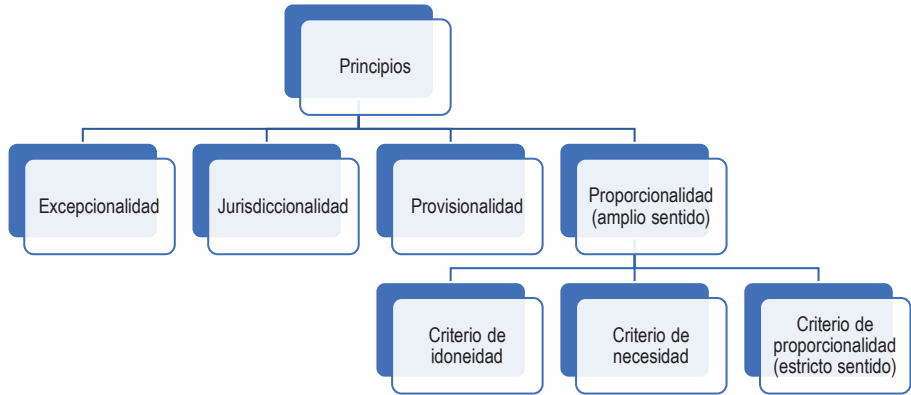 Principios
Excepcionalidad
Jurisdiccionalidad
Provisionalidad
Proporcionalidad
(amplio sentido)
Criterio de
idoneidad
Criterio de
necesidad
Criterio de
proporcionalidad
(estricto sentido)